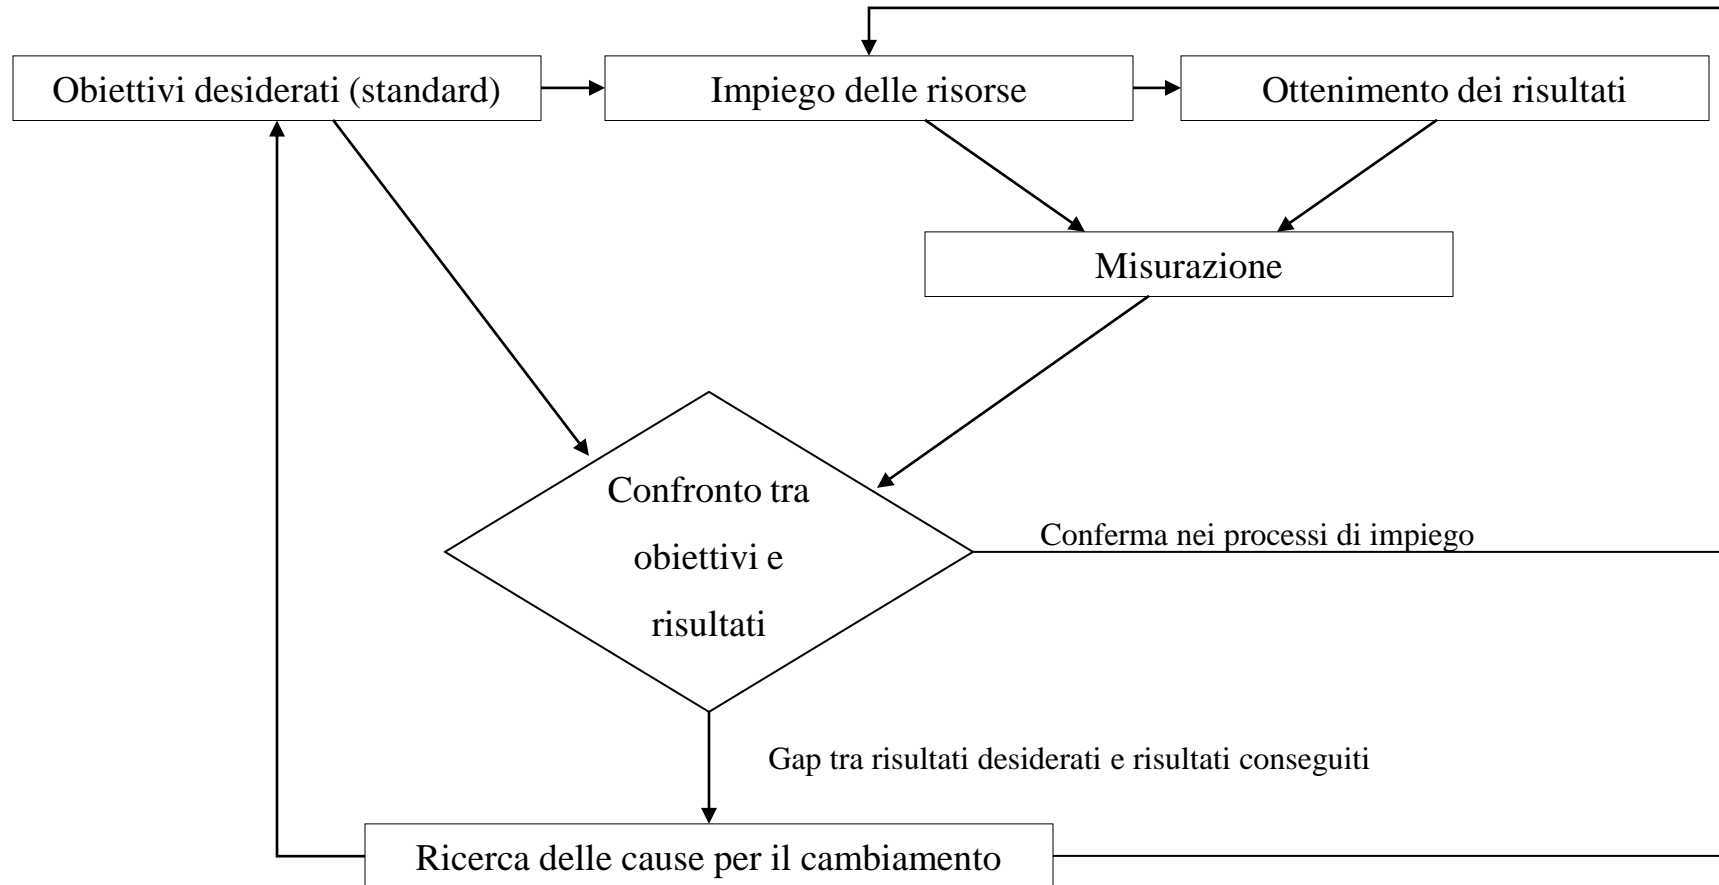 Obiettivi desiderati (standard)
Impiego delle risorse
Ottenimento dei risultati
Misurazione
Confronto tra
obiettivi e
risultati
Conferma nei processi di impiego
Gap tra risultati desiderati e risultati conseguiti
Ricerca delle cause per il cambiamento